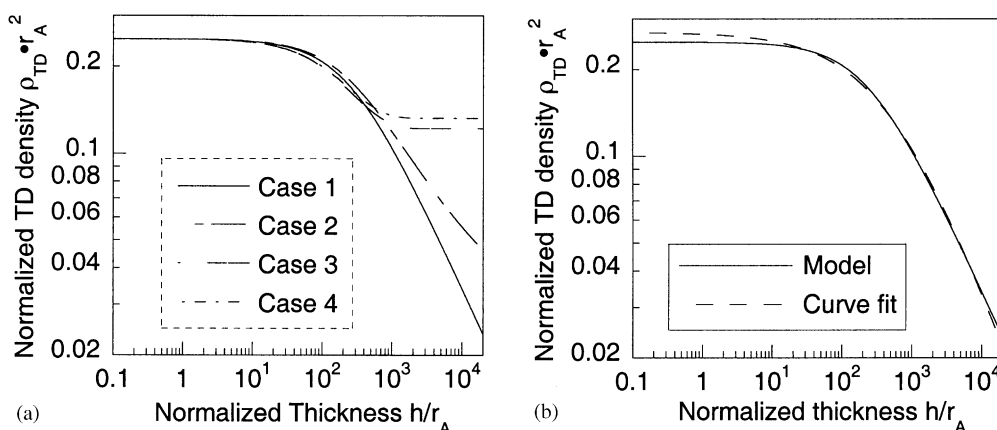 Normalized TD density ρTD•rA²
0.2
0.1
0.08
0.06
0.04
0.02
Case 1
Case 2
Case 3
Case 4
0.1 1 10¹ 10² 10³ 10⁴
(a) Normalized Thickness h/rA
Normalized TD density ρTD•rA²
0.2
0.1
0.08
0.06
0.04
0.02
Model
Curve fit
0.1 1 10¹ 10² 10³ 10⁴
(b) Normalized thickness h/rA